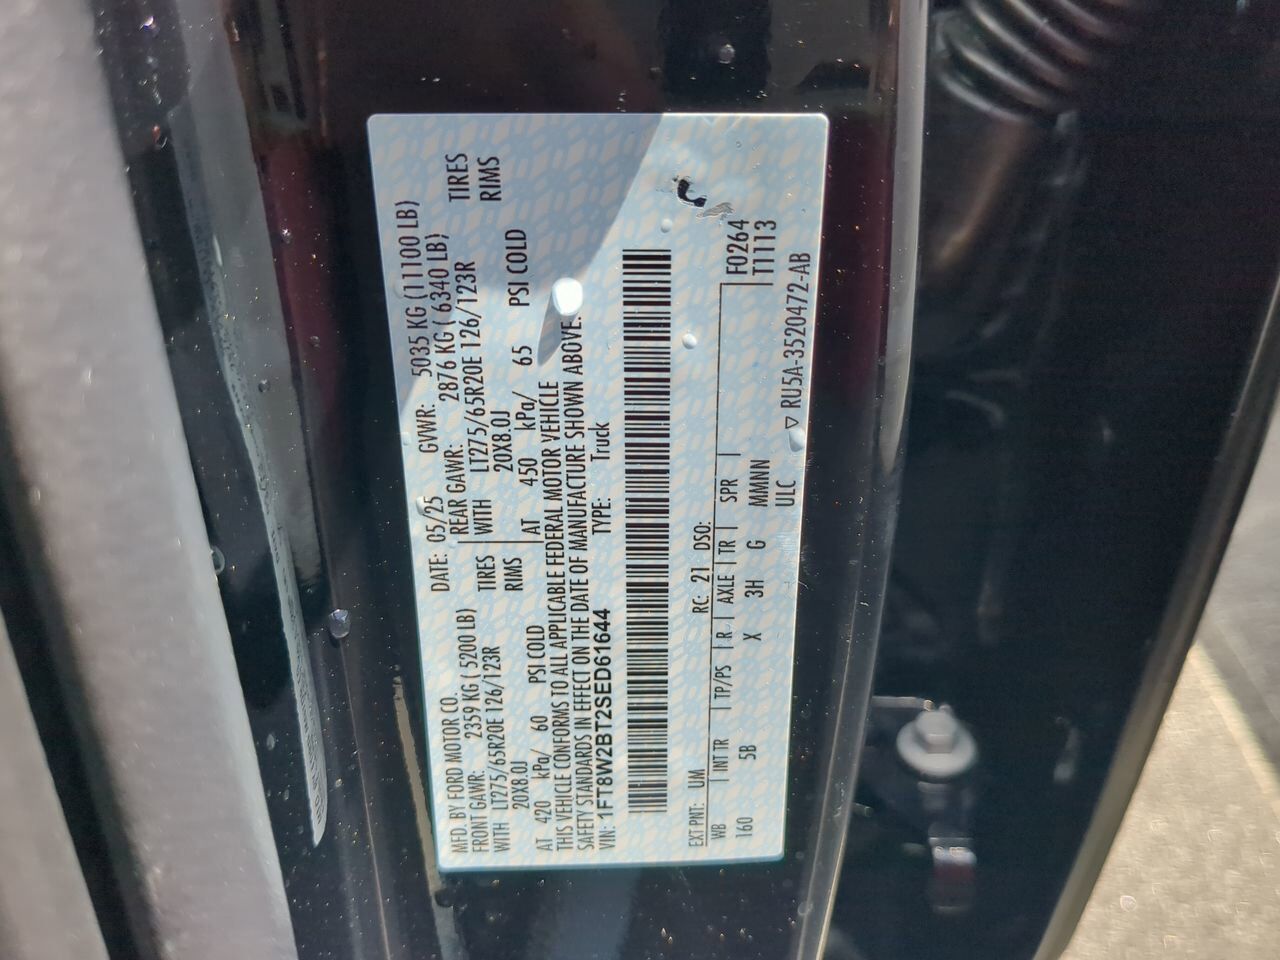 MFD. BY FORD MOTOR CO. DATE: 05/25 GVWR: 5035 KG (11100 LB)
FRONT GAWR: 2359 KG ( 5200 LB) REAR GAWR: 2876 KG ( 6340 LB)
WITH LT275/65R20E 126/123R TIRES WITH LT275/65R20E 126/123R TIRES
20X8.0J RIMS 20X8.0J RIMS
AT 420 kPa/ 60 PSI COLD AT 450 kPa/ 65 PSI COLD
THIS VEHICLE CONFORMS TO ALL APPLICABLE FEDERAL MOTOR VEHICLE
SAFETY STANDARDS IN EFFECT ON THE DATE OF MANUFACTURE SHOWN ABOVE.
VIN: 1FT8W2BT2SED61644 TYPE: Truck
EXT PNT: UM RC: 21 DSO: F0264
WB | INT TR | TP/PS | R | AXLE | TR | SPR | T1113
160 5B X 3H G MMNNN
ULC ▽ RU5A-3520472-AB